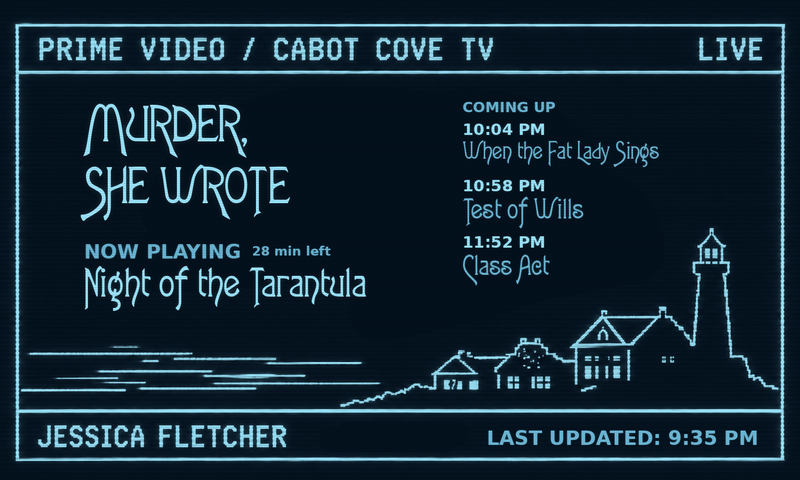 PRIME VIDEO / CABOT COVE TV
LIVE
MURDER,
SHE WROTE
NOW PLAYING 28 min left
Night of the Tarantula
COMING UP
10:04 PM
When the Fat Lady Sings
10:58 PM
Test of Wills
11:52 PM
Class Act
JESSICA FLETCHER
LAST UPDATED: 9:35 PM